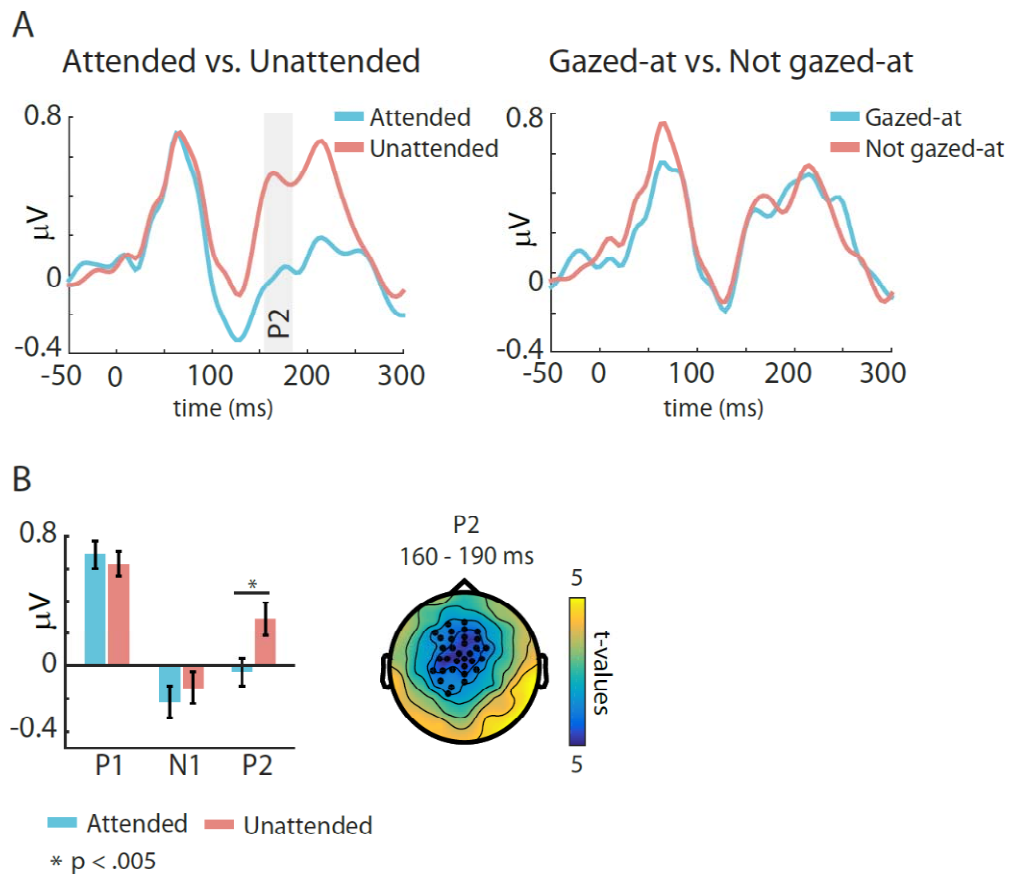 A
Attended vs. Unattended
0.8
0
-0.4
µV
Attended
Unattended
P2
-50 0 100 200 300
time (ms)
Gazed-at vs. Not gazed-at
0.8
0
-0.4
µV
Gazed-at
Not gazed-at
-50 0 100 200 300
time (ms)
B
0.8
0
-0.4
µV
*
P1 N1 P2
Attended Unattended
* p < .005
P2
160 - 190 ms
5
t-values
5